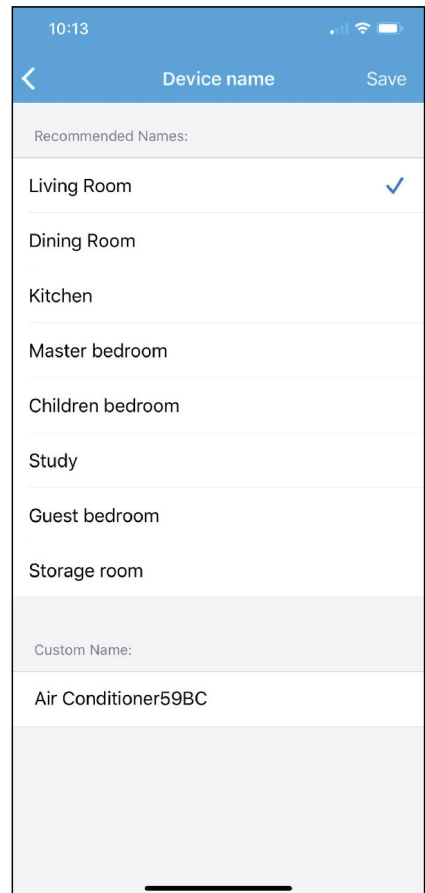 10:13
Device name Save
Recommended Names:
Living Room
Dining Room
Kitchen
Master bedroom
Children bedroom
Study
Guest bedroom
Storage room
Custom Name:
Air Conditioner59BC